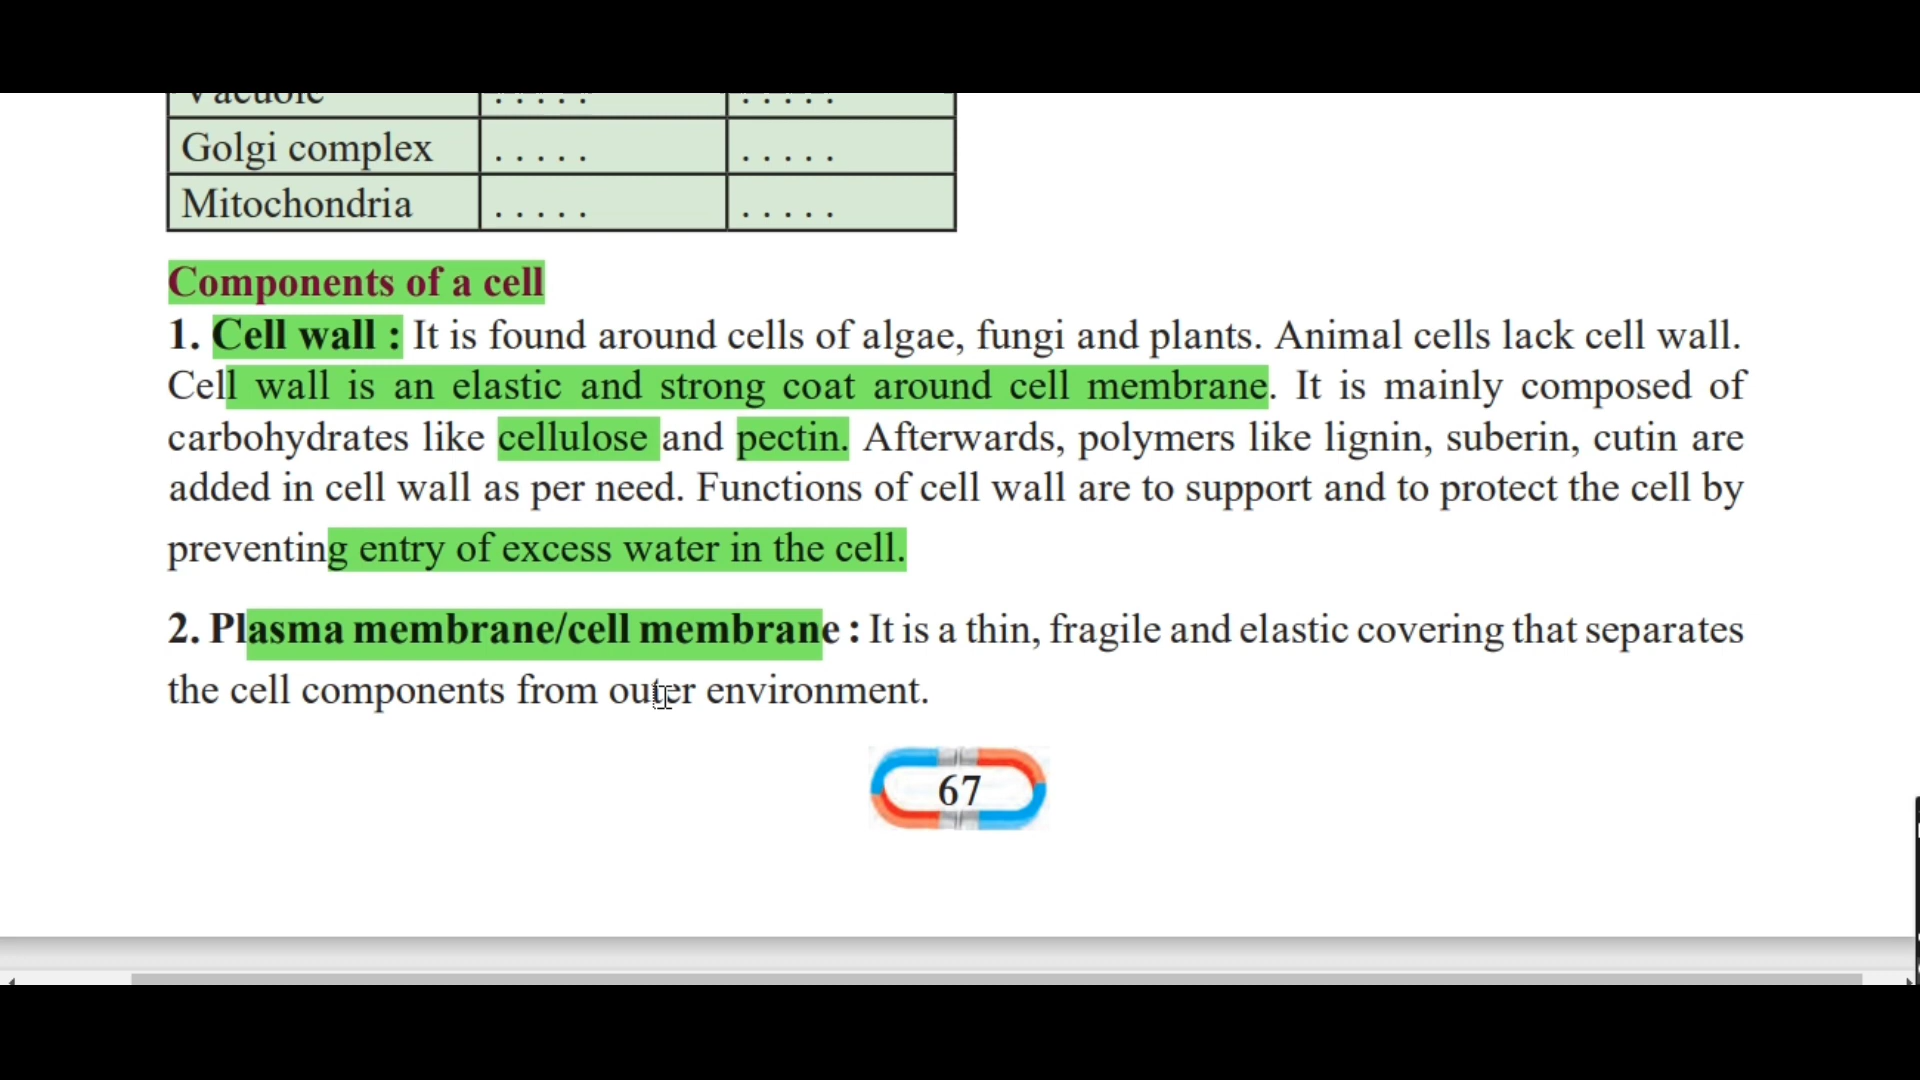 Vacuole ..... .....
Golgi complex ..... .....
Mitochondria ..... .....
Components of a cell
1. Cell wall : It is found around cells of algae, fungi and plants. Animal cells lack cell wall.
Cell wall is an elastic and strong coat around cell membrane. It is mainly composed of
carbohydrates like cellulose and pectin. Afterwards, polymers like lignin, suberin, cutin are
added in cell wall as per need. Functions of cell wall are to support and to protect the cell by
preventing entry of excess water in the cell.
2. Plasma membrane/cell membrane : It is a thin, fragile and elastic covering that separates
the cell components from outer environment.
67